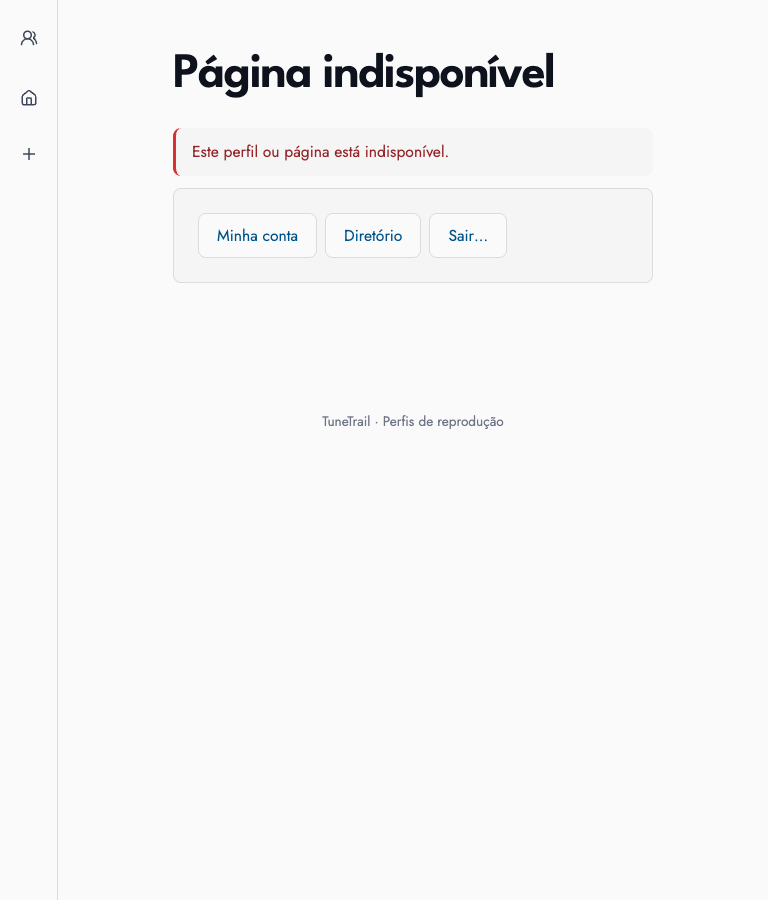 Página indisponível
Este perfil ou página está indisponível.
Minha conta
Diretório
Sair…
TuneTrail · Perfis de reprodução